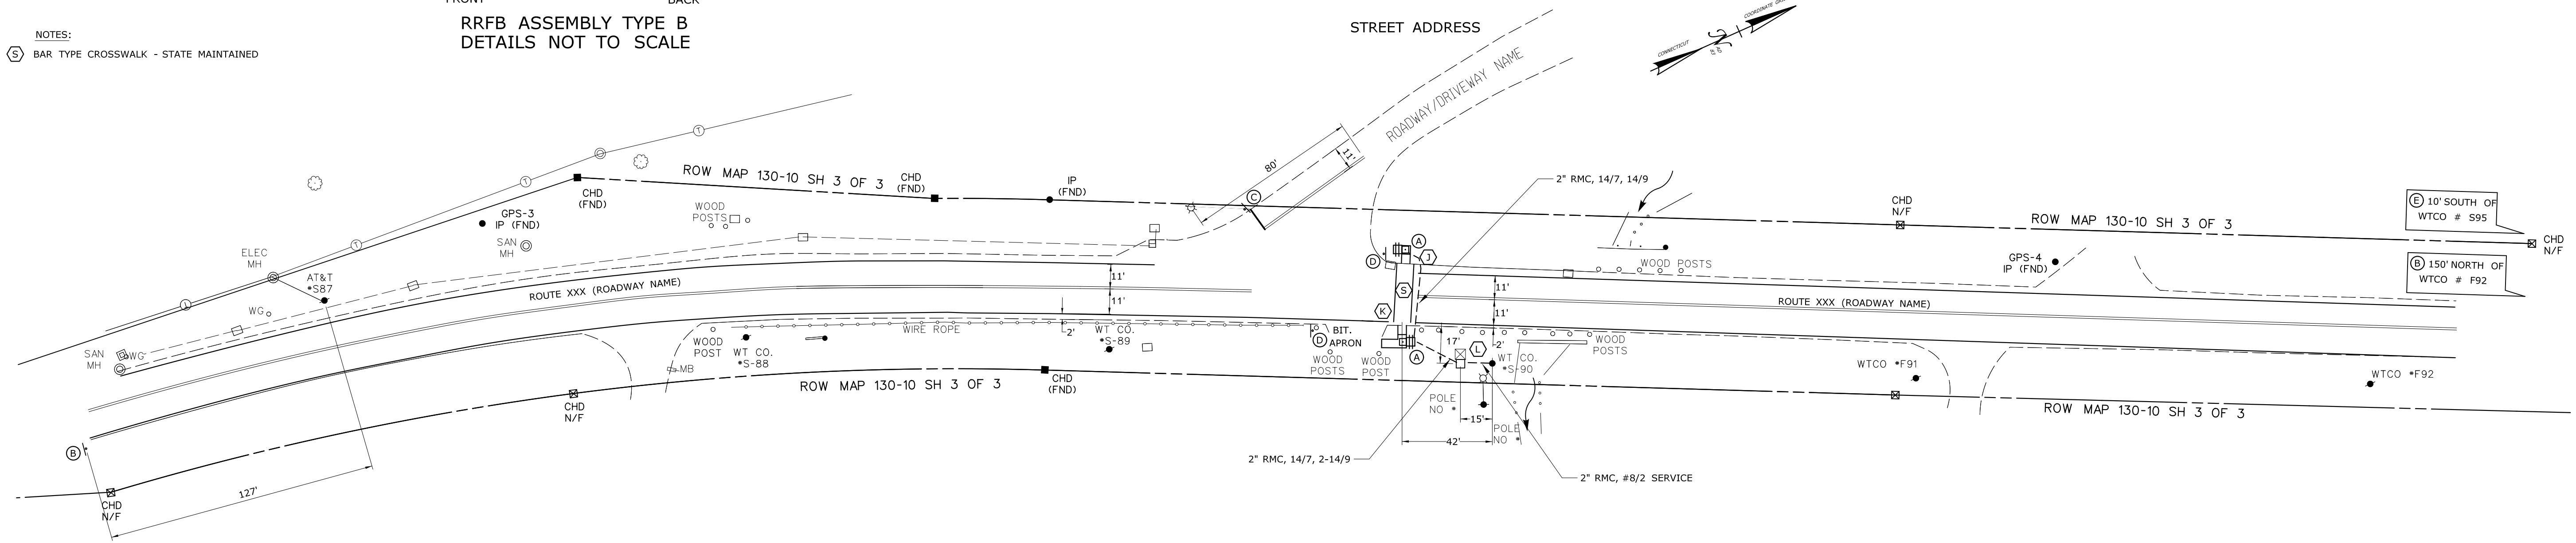 FRONT
BACK
RRFB ASSEMBLY TYPE B
DETAILS NOT TO SCALE
STREET ADDRESS
NOTES:
S BAR TYPE CROSSWALK - STATE MAINTAINED
CONNECTICUT
COORDINATE GRID
N
ROADWAY/DRIVEWAY NAME
80'
11'
C
T
T
T
T
ROW MAP 130-10 SH 3 OF 3
CHD
(FND)
CHD
(FND)
IP
(FND)
2" RMC, 14/7, 14/9
GPS-3
IP (FND)
WOOD
POSTS
SAN
MH
ELEC
MH
AT&T
*S87
WG
WG
SAN
MH
ROUTE XXX (ROADWAY NAME)
11'
11'
2'
WIRE ROPE
WOOD
POST
WT CO.
*S-88
WT CO.
*S-89
MB
CHD
N/F
ROW MAP 130-10 SH 3 OF 3
CHD
(FND)
B
127'
CHD
N/F
A
D
J
S
K
D
BIT.
APRON
A
L
WOOD
POSTS
WOOD
POST
17'
2'
11'
11'
WT CO.
*S-90
WOOD
POSTS
WOOD POSTS
POLE
NO *
15'
POLE
NO *
42'
2" RMC, 14/7, 2-14/9
2" RMC, #8/2 SERVICE
CHD
N/F
ROW MAP 130-10 SH 3 OF 3
GPS-4
IP (FND)
ROUTE XXX (ROADWAY NAME)
E 10' SOUTH OF
WTCO # S95
CHD
N/F
B 150' NORTH OF
WTCO # F92
WTCO *F91
WTCO *F92
ROW MAP 130-10 SH 3 OF 3